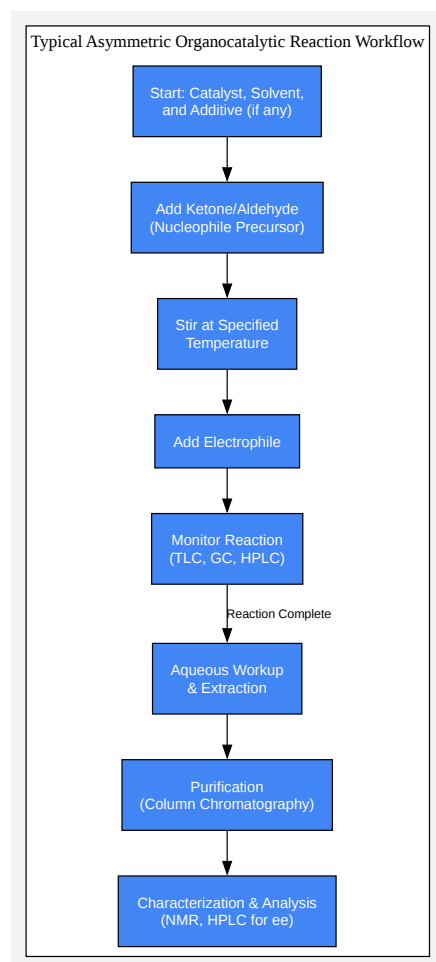 Typical Asymmetric Organocatalytic Reaction Workflow
Start: Catalyst, Solvent,
and Additive (if any)
Add Ketone/Aldehyde
(Nucleophile Precursor)
Stir at Specified
Temperature
Add Electrophile
Monitor Reaction
(TLC, GC, HPLC)
Reaction Complete
Aqueous Workup
& Extraction
Purification
(Column Chromatography)
Characterization & Analysis
(NMR, HPLC for ee)